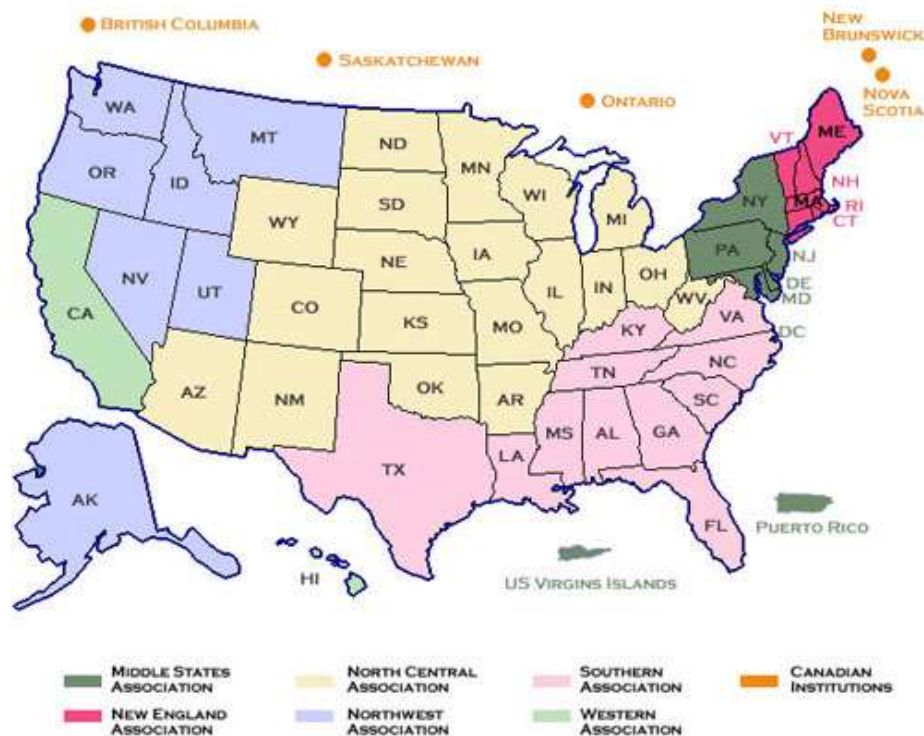 British Columbia
New
Brunswick
Saskatchewan
Nova
Scotia
Ontario
WA
MT
ND
MN
VT
ME
OR
ID
SD
WI
MI
NY
NH
MA
RI
CT
WY
IA
PA
NJ
NE
OH
NV
UT
IL
IN
DE
MD
WV
CA
CO
KS
MO
KY
VA
DC
TN
NC
AZ
NM
OK
AR
SC
MS
AL
GA
LA
TX
AK
FL
Puerto Rico
HI
US Virgins Islands
Middle States
Association
North Central
Association
Southern
Association
Canadian
Institutions
New England
Association
Northwest
Association
Western
Association